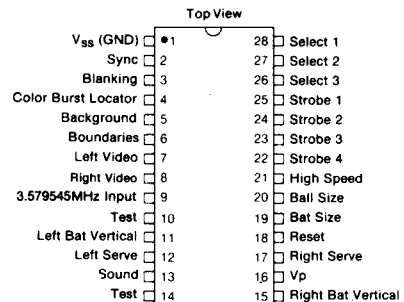 Top View
V_SS (GND) 1 28 Select 1
Sync 2 27 Select 2
Blanking 3 26 Select 3
Color Burst Locator 4 25 Strobe 1
Background 5 24 Strobe 2
Boundaries 6 23 Strobe 3
Left Video 7 22 Strobe 4
Right Video 8 21 High Speed
3.579545MHz Input 9 20 Ball Size
Test 10 19 Bat Size
Left Bat Vertical 11 18 Reset
Left Serve 12 17 Right Serve
Sound 13 16 Vp
Test 14 15 Right Bat Vertical